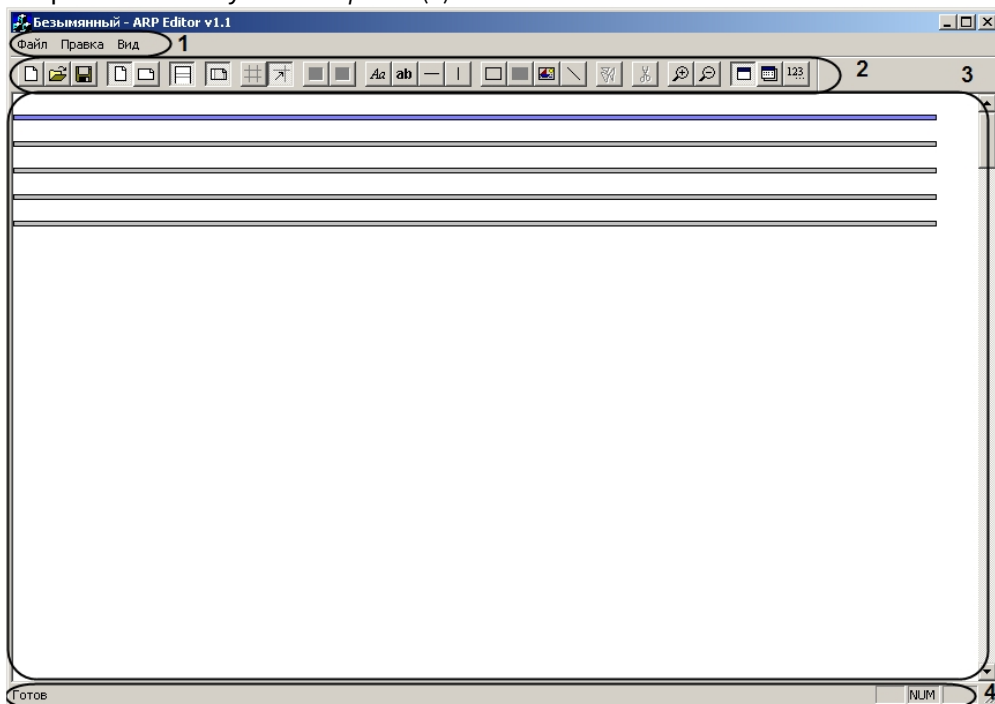 Безымянный - ARP Editor v1.1
Файл Правка Вид 1
Aa ab 123 2
3
Готов NUM 4